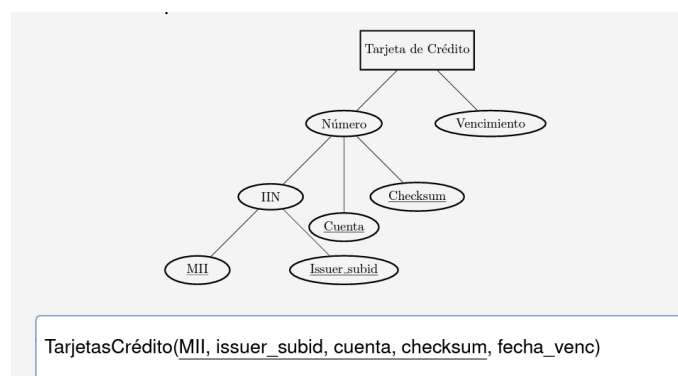 Tarjeta de Crédito
Número
Vencimiento
IIN
Checksum
Cuenta
MII
Issuer_subid
TarjetasCrédito(MII, issuer_subid, cuenta, checksum, fecha_venc)